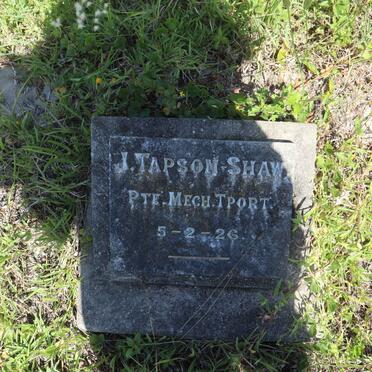 J. TAPSON-SHAW.
PTE. MECH. TPORT.
5-2-26.